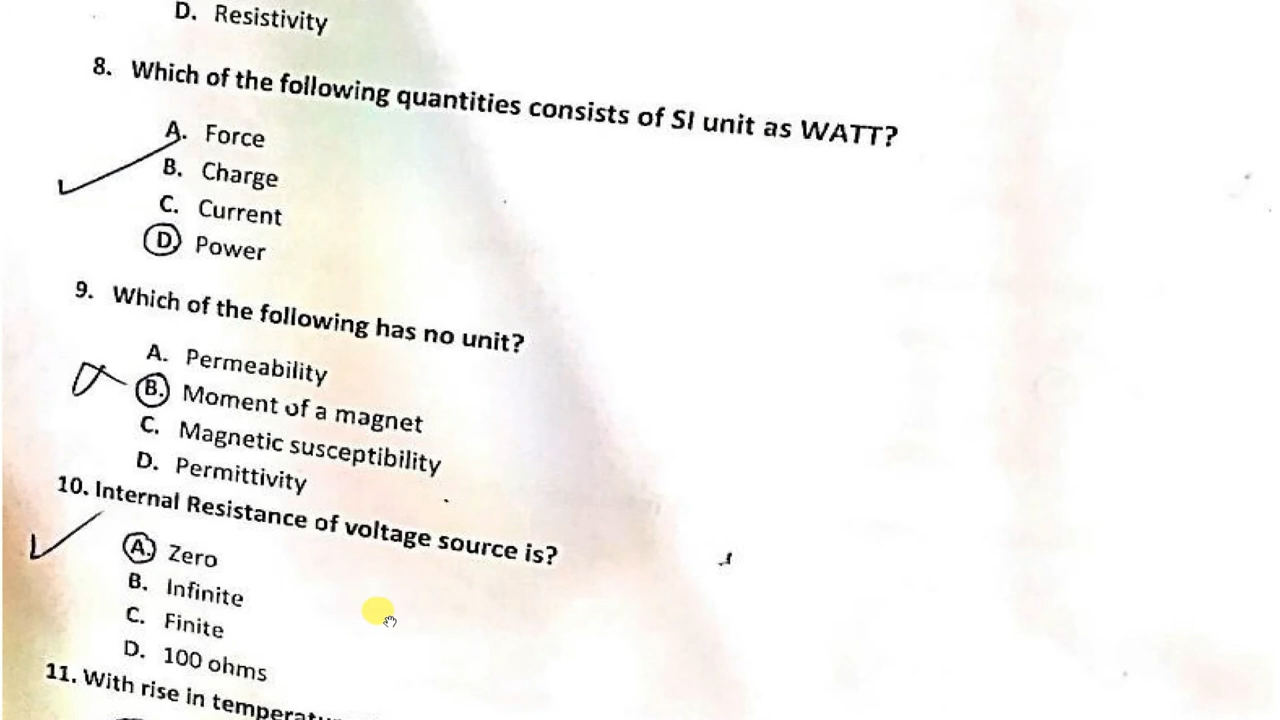 D. Resistivity
8. Which of the following quantities consists of SI unit as WATT?
A. Force
B. Charge
C. Current
D. Power
9. Which of the following has no unit?
A. Permeability
B. Moment of a magnet
C. Magnetic susceptibility
D. Permittivity
10. Internal Resistance of voltage source is?
A. Zero
B. Infinite
C. Finite
D. 100 ohms
11. With rise in